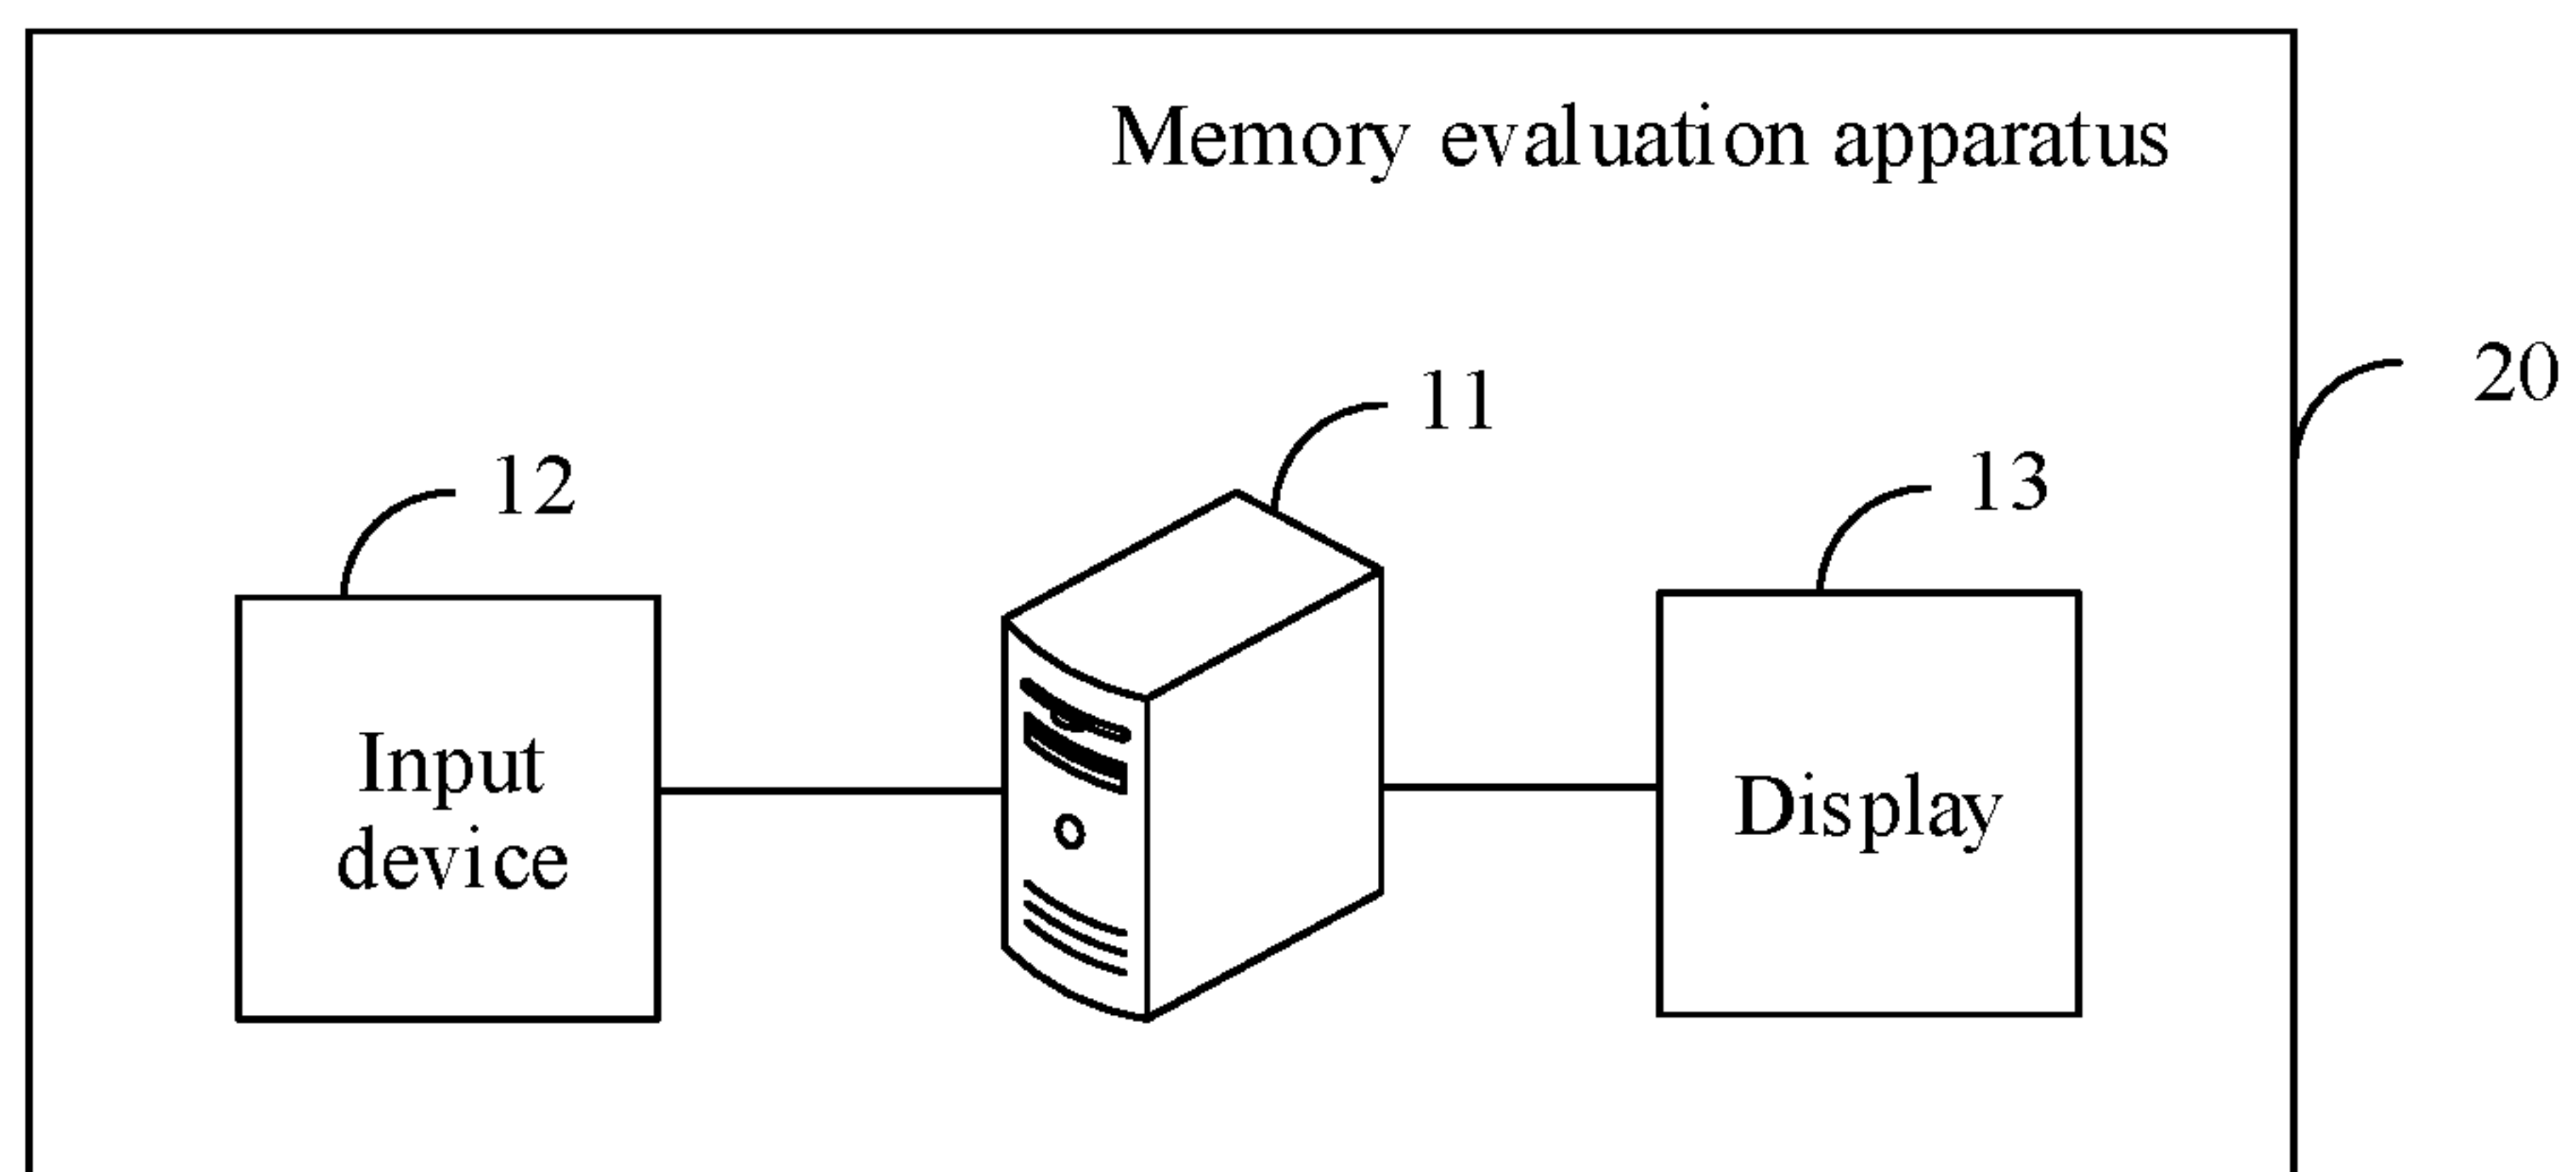 Memory evaluation apparatus
20
11
12
13
Input
device
Display